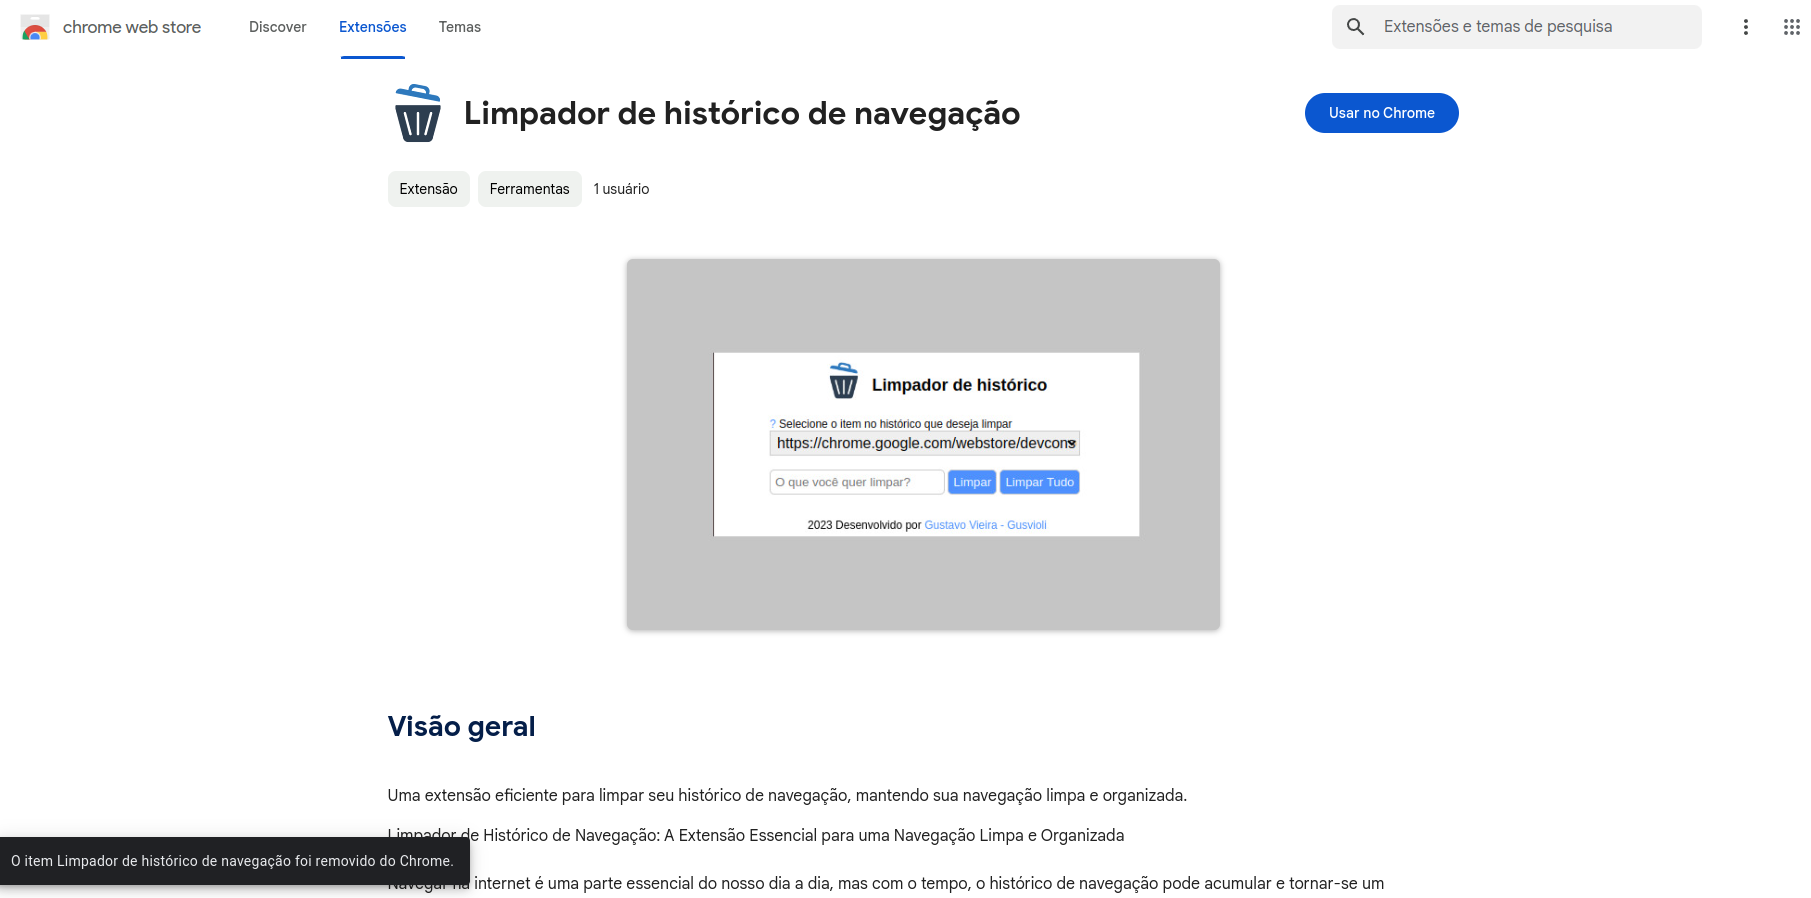 chrome web store
Discover
Extensões
Temas
Extensões e temas de pesquisa
Limpador de histórico de navegação
Usar no Chrome
Extensão
Ferramentas
1 usuário
Limpador de histórico
? Selecione o item no histórico que deseja limpar
https://chrome.google.com/webstore/devcons
O que você quer limpar?
Limpar
Limpar Tudo
2023 Desenvolvido por Gustavo Vieira - Gusvioli
Visão geral
Uma extensão eficiente para limpar seu histórico de navegação, mantendo sua navegação limpa e organizada.
Limpador de Histórico de Navegação: A Extensão Essencial para uma Navegação Limpa e Organizada
O item Limpador de histórico de navegação foi removido do Chrome.
Navegar na internet é uma parte essencial do nosso dia a dia, mas com o tempo, o histórico de navegação pode acumular e tornar-se um